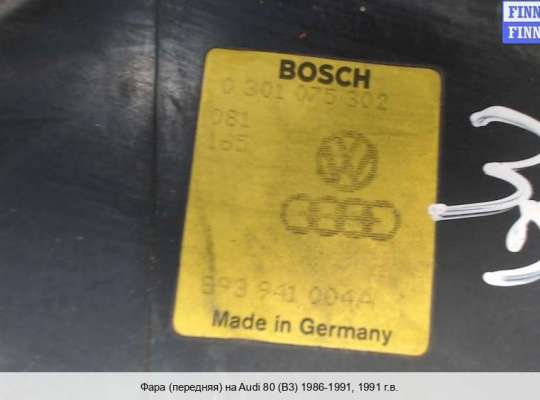 FINN
FINN
BOSCH
0 301 075 302
081
165
893 941 004A
Made in Germany
Фара (передняя) на Audi 80 (B3) 1986-1991, 1991 г.в.